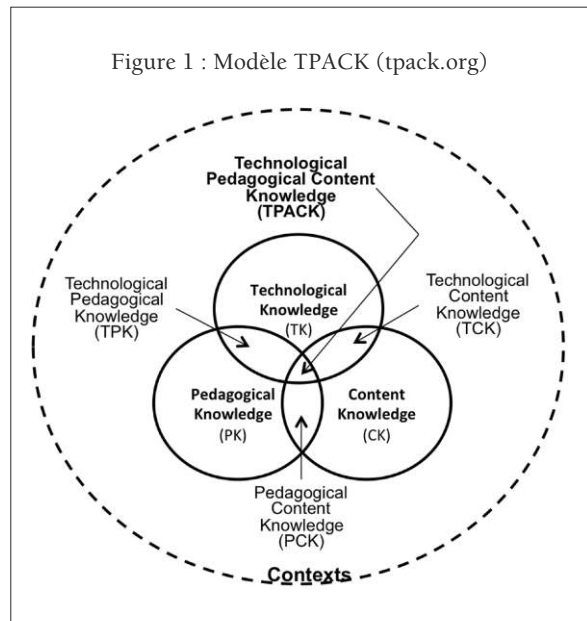 Figure 1 : Modèle TPACK (tpack.org)
Technological
Pedagogical Content
Knowledge
(TPACK)
Technological
Pedagogical
Knowledge
(TPK)
Technological
Knowledge
(TK)
Technological
Content
Knowledge
(TCK)
Pedagogical
Knowledge
(PK)
Content
Knowledge
(CK)
Pedagogical
Content
Knowledge
(PCK)
Contexts